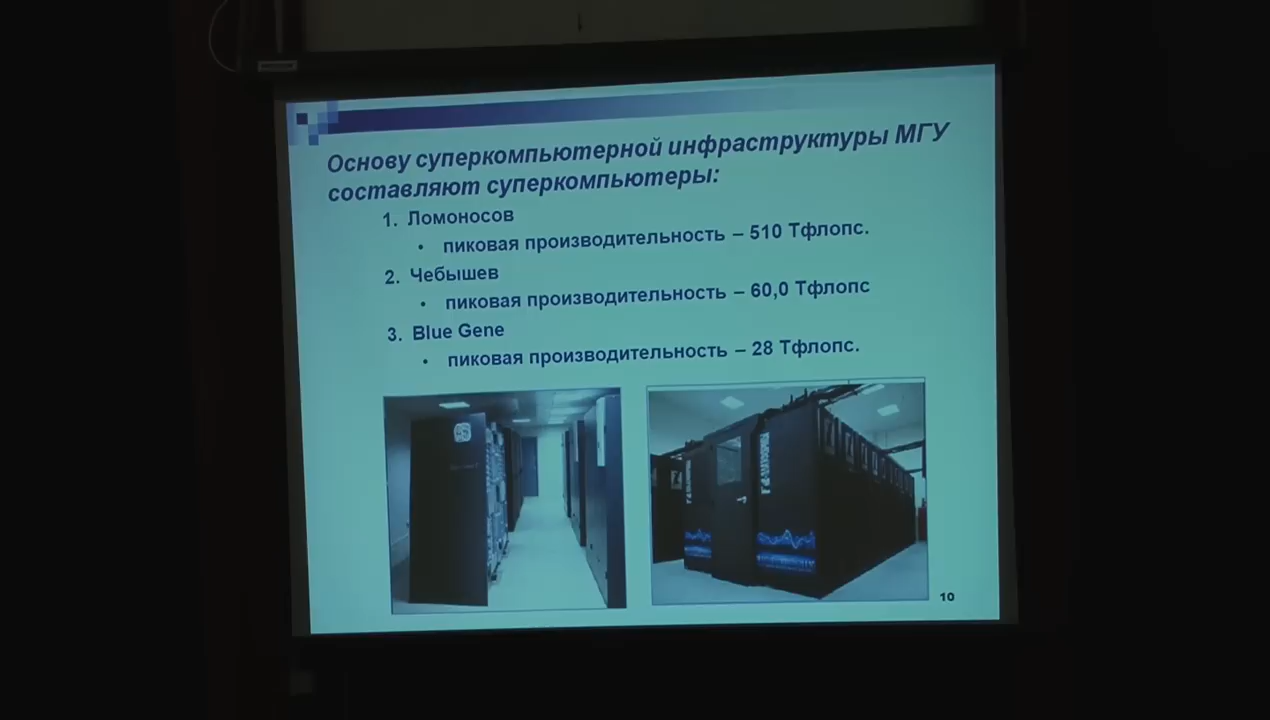 Основу суперкомпьютерной инфраструктуры МГУ
составляют суперкомпьютеры:
1. Ломоносов
• пиковая производительность – 510 Тфлопс.
2. Чебышев
• пиковая производительность – 60,0 Тфлопс
3. Blue Gene
• пиковая производительность – 28 Тфлопс.
10